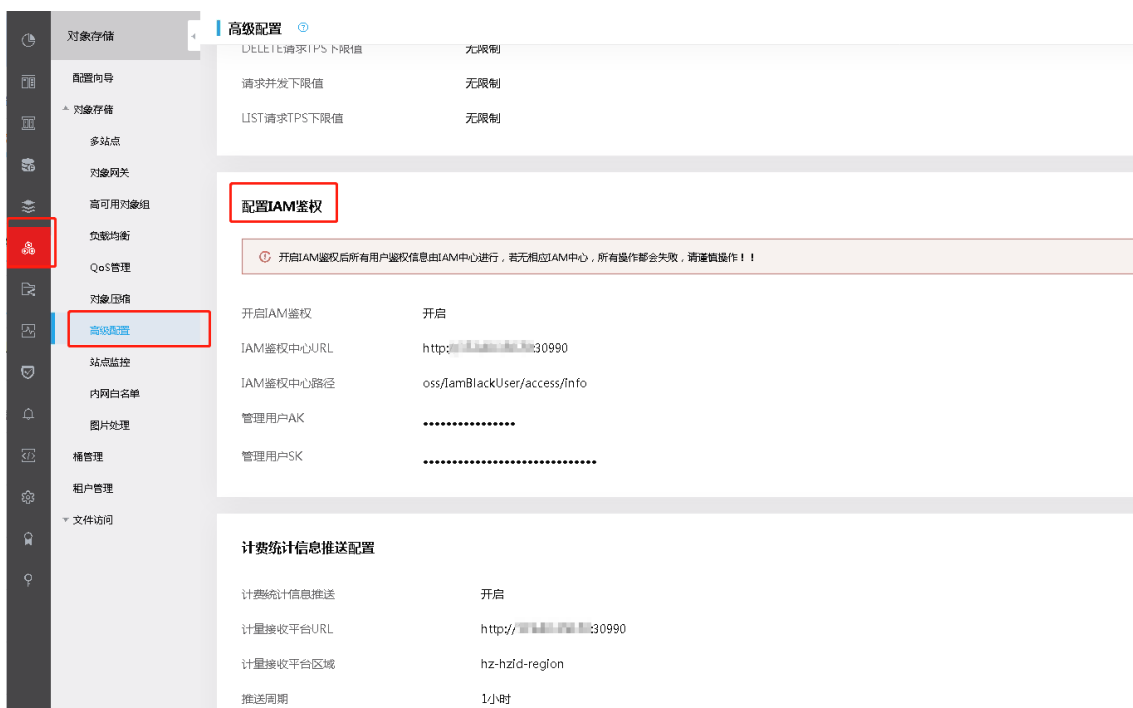 对象存储
配置向导
对象存储
多站点
对象网关
高可用对象组
负载均衡
QoS管理
对象压缩
高级配置
站点监控
内网白名单
图片处理
桶管理
租户管理
文件访问
高级配置
DELETE请求TPS下限值 无限制
请求并发下限值 无限制
LIST请求TPS下限值 无限制
配置IAM鉴权
开启IAM鉴权后所有用户鉴权信息由IAM中心进行，若无相应IAM中心，所有操作都会失败，请谨慎操作！！
开启IAM鉴权 开启
IAM鉴权中心URL http: :30990
IAM鉴权中心路径 oss/IamBlackUser/access/info
管理用户AK ••••••••••••••••
管理用户SK ••••••••••••••••••••••••••••••
计费统计信息推送配置
计费统计信息推送 开启
计量接收平台URL http:// :30990
计量接收平台区域 hz-hzid-region
推送周期 1小时